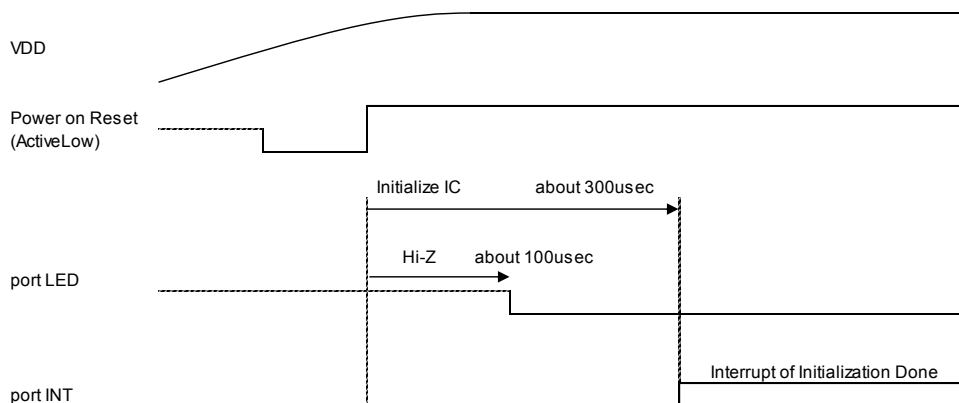 VDD
Power on Reset
(ActiveLow)
Initialize IC about 300usec
Hi-Z about 100usec
port LED
Interrupt of Initialization Done
port INT